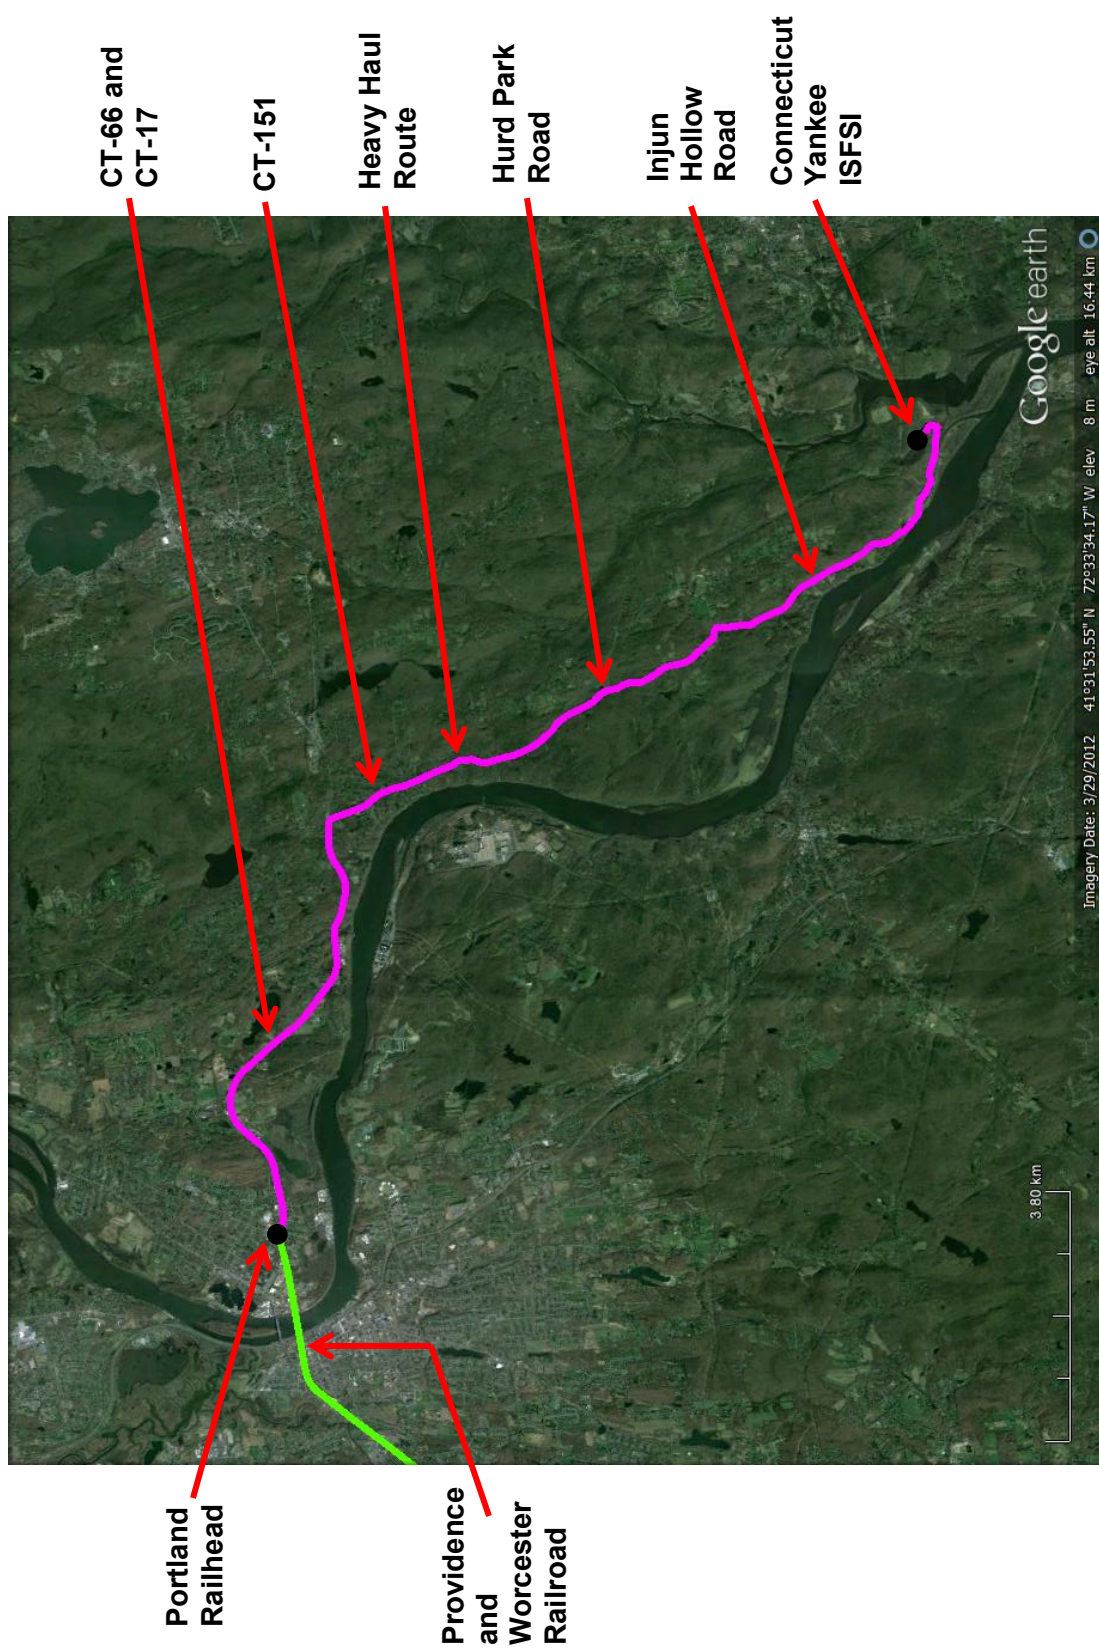 CT-66 and
CT-17
CT-151
Heavy Haul
Route
Hurd Park
Road
Injun
Hollow
Road
Connecticut
Yankee
ISFSI
Portland
Railhead
Providence
and
Worcester
Railroad
3.80 km
Google earth
Imagery Date: 3/29/2012 41°31'53.55" N 72°33'34.17" W elev 8 m eye alt 16.44 km